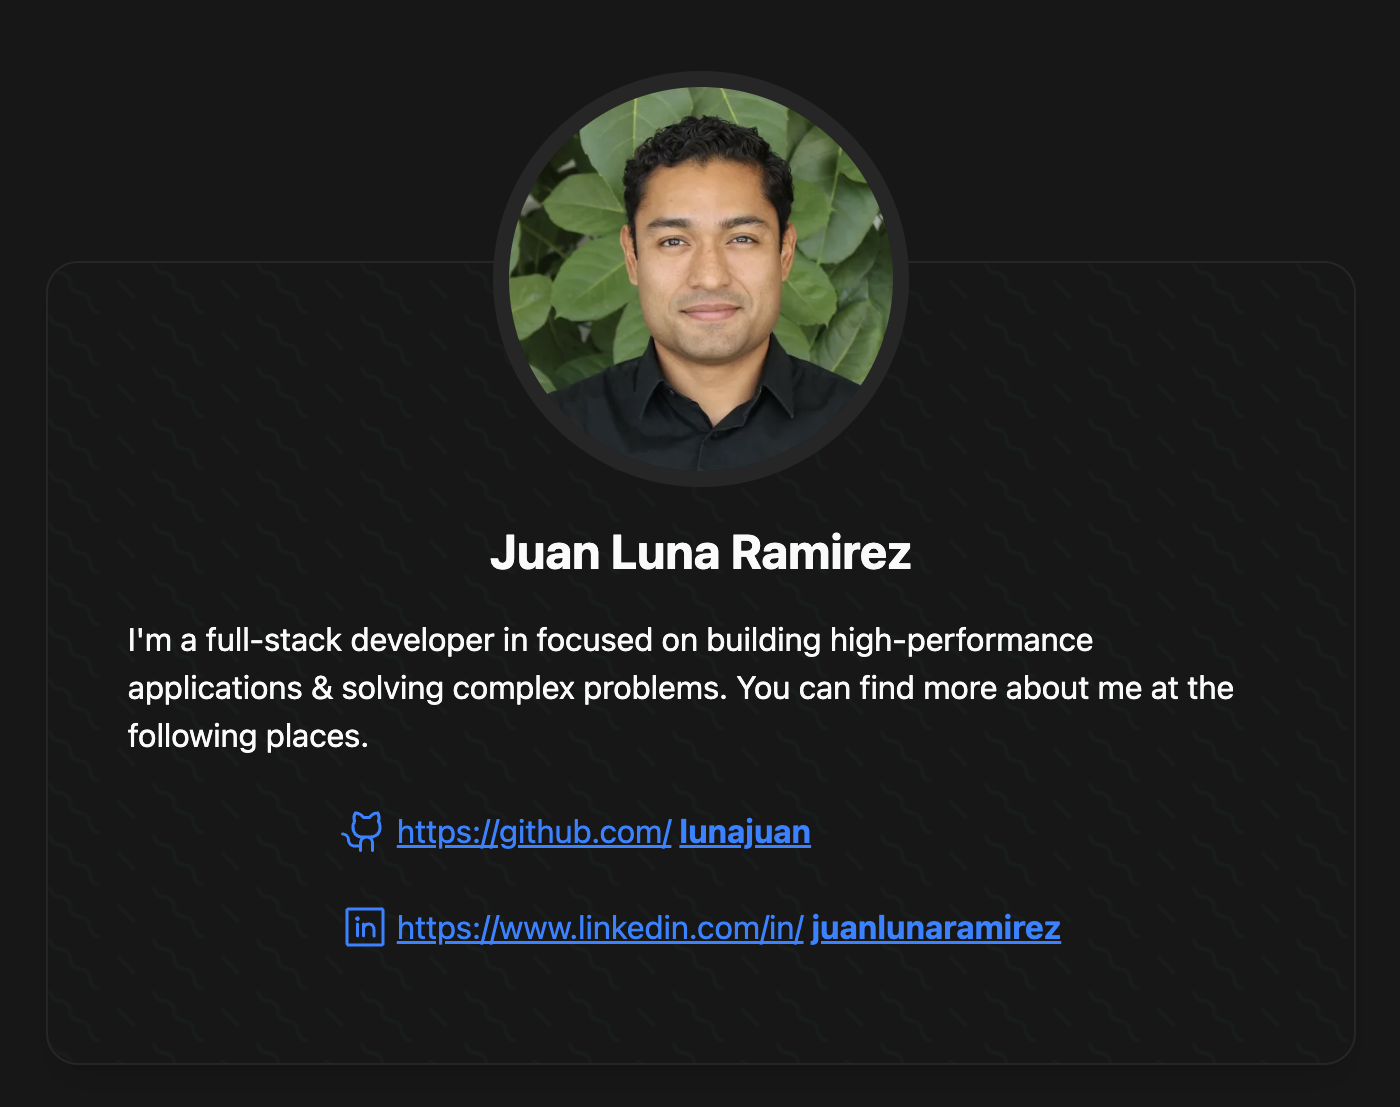 Juan Luna Ramirez
I'm a full-stack developer in focused on building high-performance
applications & solving complex problems. You can find more about me at the
following places.
https://github.com/ lunajuan
in https://www.linkedin.com/in/ juanlunaramirez